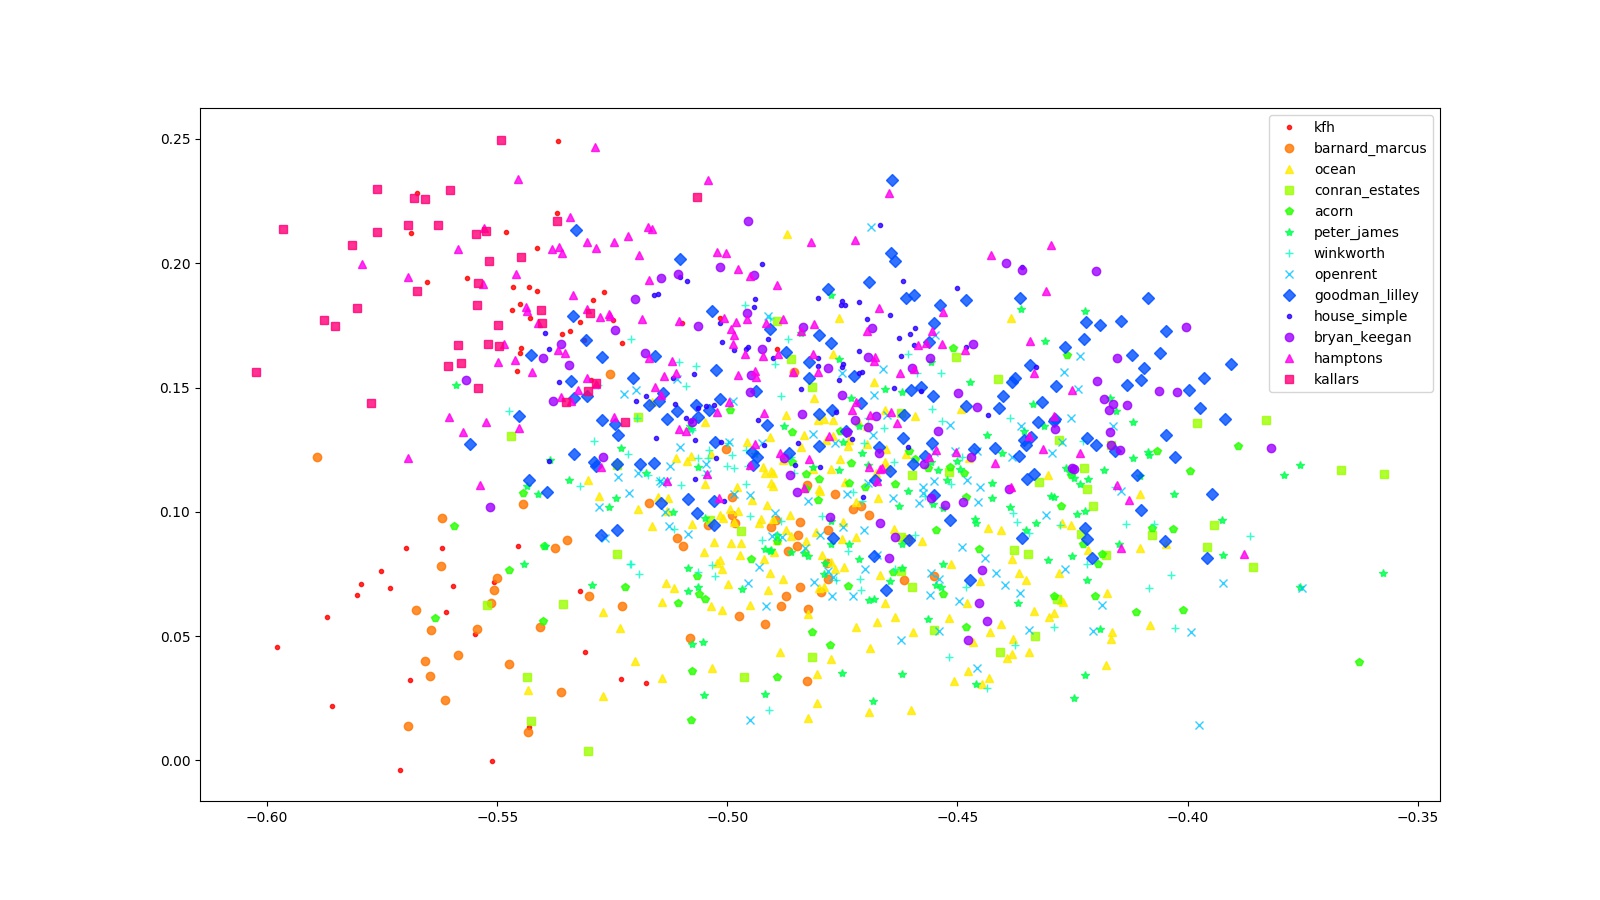 0.25
0.20
0.15
0.10
0.05
0.00
−0.60
−0.55
−0.50
−0.45
−0.40
−0.35
kfh
barnard_marcus
ocean
conran_estates
acorn
peter_james
winkworth
openrent
goodman_lilley
house_simple
bryan_keegan
hamptons
kallars